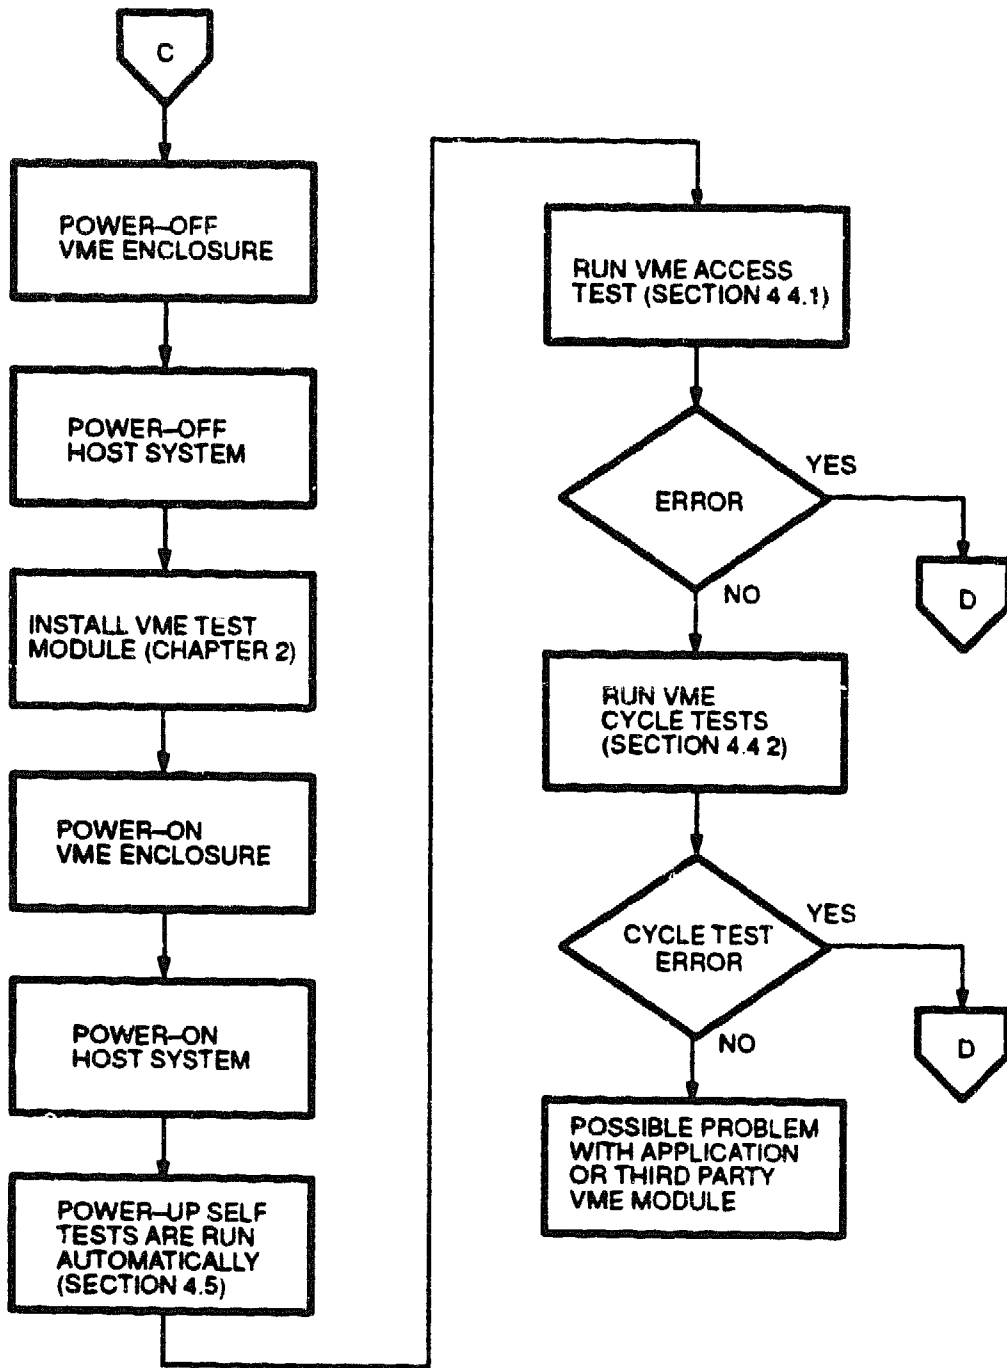 C
POWER–OFF
VME ENCLOSURE
POWER–OFF
HOST SYSTEM
INSTALL VME TEST
MODULE (CHAPTER 2)
POWER–ON
VME ENCLOSURE
POWER–ON
HOST SYSTEM
POWER–UP SELF
TESTS ARE RUN
AUTOMATICALLY
(SECTION 4.5)
RUN VME ACCESS
TEST (SECTION 4 4.1)
ERROR
YES
D
NO
RUN VME
CYCLE TESTS
(SECTION 4.4 2)
CYCLE TEST
ERROR
YES
D
NO
POSSIBLE PROBLEM
WITH APPLICATION
OR THIRD PARTY
VME MODULE